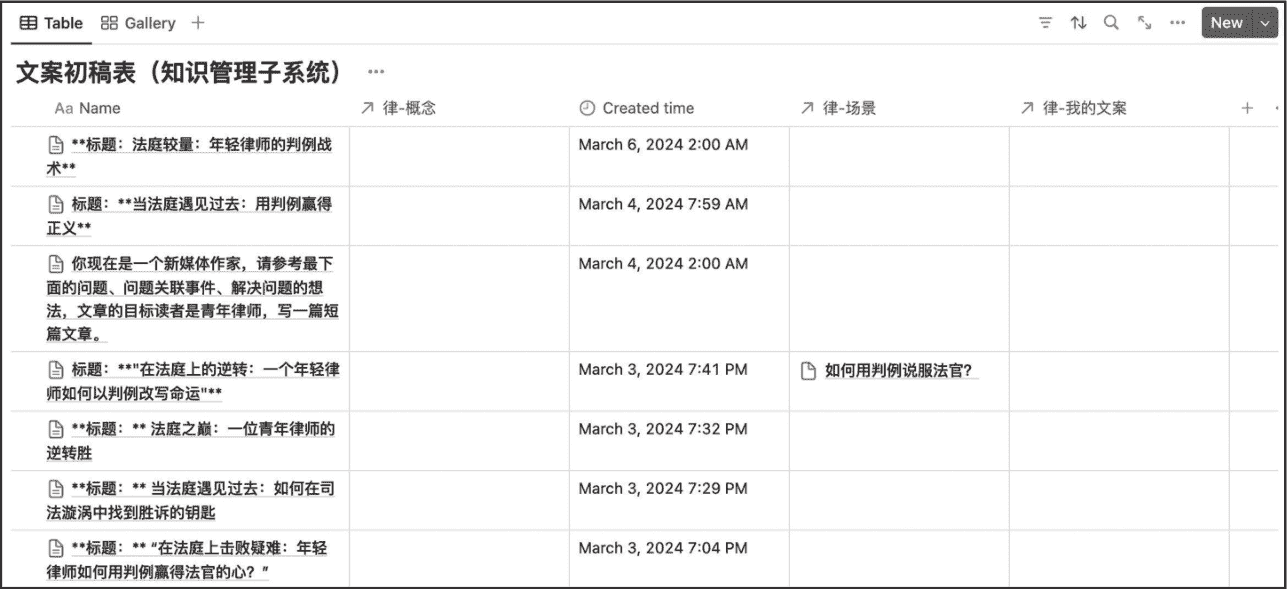 Table Gallery + New
文案初稿表（知识管理子系统） •••
Aa Name 律-概念 Created time 律-场景 律-我的文案 +
**标题：法庭较量：年轻律师的判例战 March 6, 2024 2:00 AM
术**
标题：**当法庭遇见过去：用判例赢得 March 4, 2024 7:59 AM
正义**
你现在是一个新媒体作家，请参考最下 March 4, 2024 2:00 AM
面的问题、问题关联事件、解决问题的想
法，文章的目标读者是青年律师，写一篇短
篇文章。
标题：**"在法庭上的逆转：一个年轻律 March 3, 2024 7:41 PM 如何用判例说服法官？
师如何以判例改写命运"**
**标题：** 法庭之巅：一位青年律师的 March 3, 2024 7:32 PM
逆转胜
**标题：** 当法庭遇见过去：如何在司 March 3, 2024 7:29 PM
法漩涡中找到胜诉的钥匙
**标题：** “在法庭上击败疑难：年轻 March 3, 2024 7:04 PM
律师如何用判例赢得法官的心？”